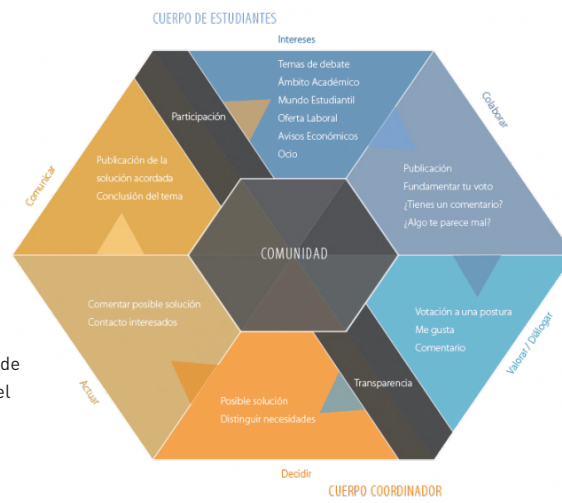 CUERPO DE ESTUDIANTES
Intereses
Temas de debate
Ámbito Académico
Mundo Estudiantil
Oferta Laboral
Avisos Económicos
Ocio
Participación
Colaborar
Publicación
Fundamentar tu voto
¿Tienes un comentario?
¿Algo te parece mal?
Comunicar
Publicación de la
solución acordada
Conclusión del tema
COMUNIDAD
Comentar posible solución
Contacto interesados
Votación a una postura
Me gusta
Comentario
Valorar / Diálogar
de
el
Actuar
Transparencia
Posible solución
Distinguir necesidades
Decidir
CUERPO COORDINADOR